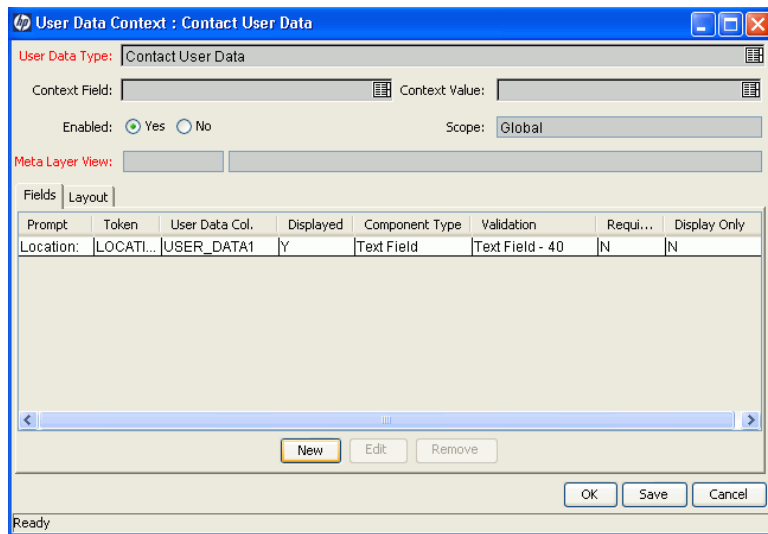 hp User Data Context : Contact User Data
User Data Type: Contact User Data
Context Field: Context Value:
Enabled: Yes No Scope: Global
Meta Layer View:
Fields Layout
Prompt Token User Data Col. Displayed Component Type Validation Requi... Display Only
Location: LOCATI... USER_DATA1 Y Text Field Text Field - 40 N N
New Edit Remove
OK Save Cancel
Ready